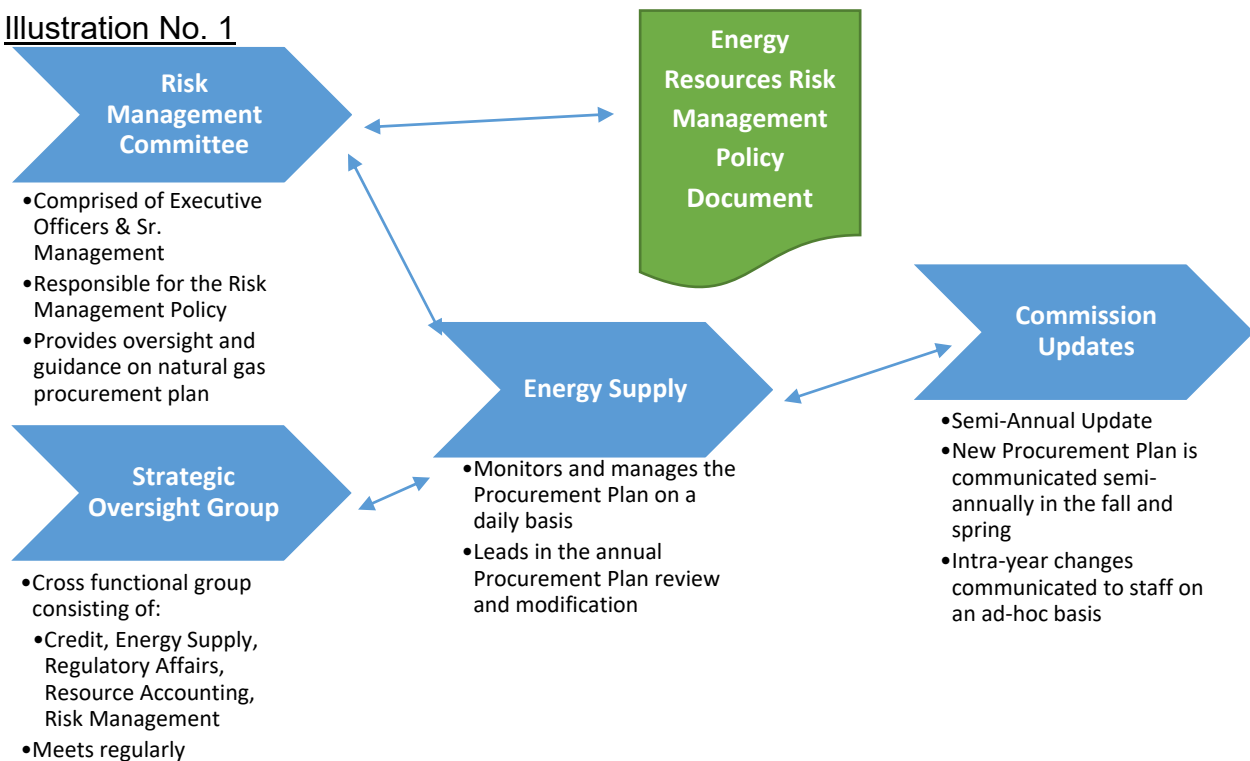 Illustration No. 1
Risk
Management
Committee
•Comprised of Executive
Officers & Sr.
Management
•Responsible for the Risk
Management Policy
•Provides oversight and
guidance on natural gas
procurement plan
Energy
Resources Risk
Management
Policy
Document
Strategic
Oversight Group
•Cross functional group
consisting of:
•Credit, Energy Supply,
Regulatory Affairs,
Resource Accounting,
Risk Management
•Meets regularly
Energy Supply
•Monitors and manages the
Procurement Plan on a
daily basis
•Leads in the annual
Procurement Plan review
and modification
Commission
Updates
•Semi-Annual Update
•New Procurement Plan is
communicated semi-
annually in the fall and
spring
•Intra-year changes
communicated to staff on
an ad-hoc basis